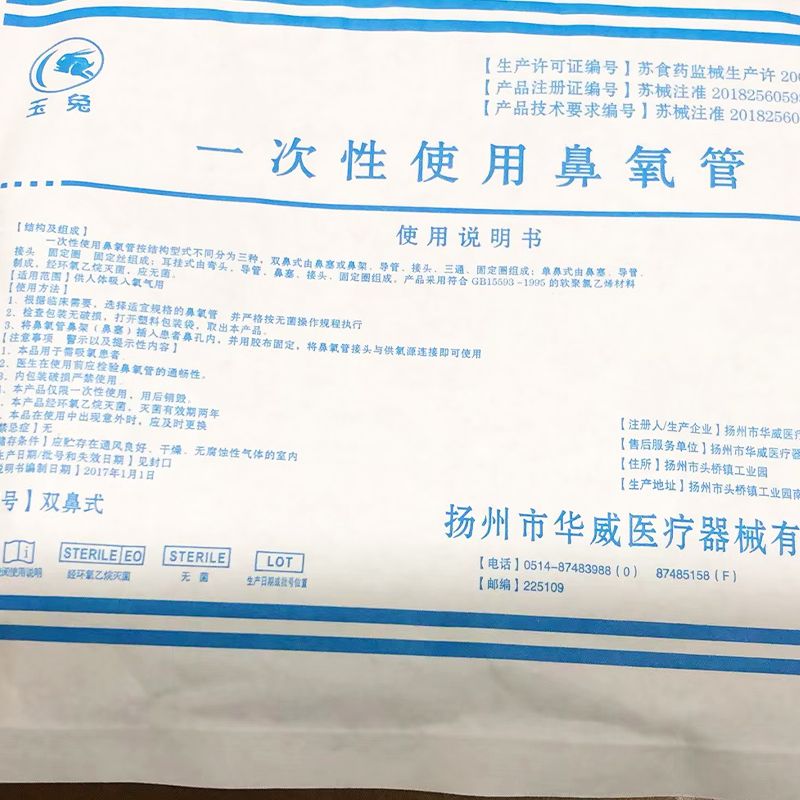 玉兔
【生产许可证编号】苏食药监械生产许 200
【产品注册证编号】苏械注准 2018256059
【产品技术要求编号】苏械注准 20182560
一次性使用鼻氧管
使用说明书
【结构及组成】
一次性使用鼻氧管按结构型式不同分为三种，双鼻式由鼻塞或鼻架、导管、接头、三通、固定圈组成；单鼻式由鼻塞、导管、
接头 固定圈 固定丝组成；耳挂式由弯头、导管、鼻塞、接头、固定圈组成。产品采用符合 GB15593-1995 的软聚氯乙烯材料
制成，经环氧乙烷灭菌，应无菌。
【适用范围】供人体吸入氧气用
【使用方法】
1、根据临床需要，选择适宜规格的鼻氧管 并严格按无菌操作规程执行
2、检查包装无破损，打开塑料包装袋，取出本产品。
3、将鼻氧管鼻架（鼻塞）插入患者鼻孔内，并用胶布固定，将鼻氧管接头与供氧源连接即可使用
【注意事项 警示以及提示性内容】
1、本品用于需吸氧患者
2、医生在使用前应检验鼻氧管的通畅性。
3、内包装破损严禁使用
、本产品仅限一次性使用，用后销毁。
、本产品经环氧乙烷灭菌，灭菌有效期两年
、本品在使用中出现意外时，应及时更换
禁忌症】无
储存条件】应贮存在通风良好、干燥、无腐蚀性气体的室内
生产日期/批号和失效日期】见封口
说明书编制日期】2017年1月1日
号】双鼻式
【注册人/生产企业】扬州市华威医疗
【售后服务单位】扬州市华威医疗器
【住所】扬州市头桥镇工业园
【生产地址】扬州市头桥镇工业园南
扬州市华威医疗器械有
【电话】0514-87483988（O） 87485158（F）
【邮编】225109
STERILE EO
STERILE
LOT
阅使用说明
经环氧乙烷灭菌
无菌
生产日期或批号位置